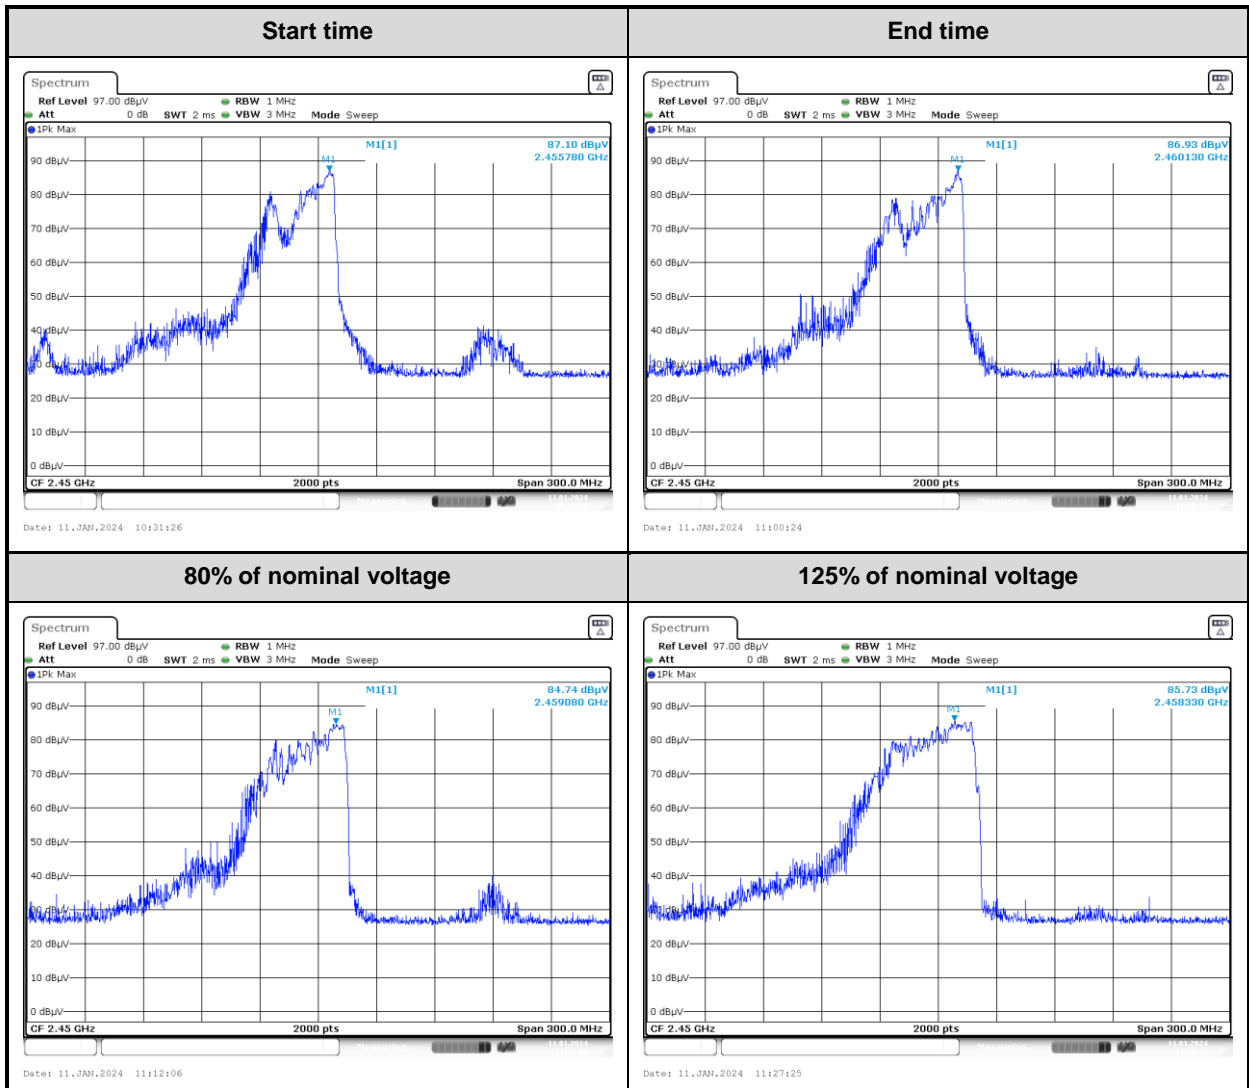 Start time
End time
Spectrum
Ref Level 97.00 dBµV RBW 1 MHz
Att 0 dB SWT 2 ms VBW 3 MHz Mode Sweep
1Pk Max
M1[1] 87.10 dBµV
2.455780 GHz
M1
90 dBµV
80 dBµV
70 dBµV
60 dBµV
50 dBµV
40 dBµV
30 dBµV
20 dBµV
10 dBµV
0 dBµV
CF 2.45 GHz 2000 pts Span 300.0 MHz
Date: 11.JAN.2024 10:31:26
Spectrum
Ref Level 97.00 dBµV RBW 1 MHz
Att 0 dB SWT 2 ms VBW 3 MHz Mode Sweep
1Pk Max
M1[1] 86.93 dBµV
2.460130 GHz
M1
90 dBµV
80 dBµV
70 dBµV
60 dBµV
50 dBµV
40 dBµV
30 dBµV
20 dBµV
10 dBµV
0 dBµV
CF 2.45 GHz 2000 pts Span 300.0 MHz
Date: 11.JAN.2024 11:00:24
80% of nominal voltage
125% of nominal voltage
Spectrum
Ref Level 97.00 dBµV RBW 1 MHz
Att 0 dB SWT 2 ms VBW 3 MHz Mode Sweep
1Pk Max
M1[1] 84.74 dBµV
2.459080 GHz
M1
90 dBµV
80 dBµV
70 dBµV
60 dBµV
50 dBµV
40 dBµV
30 dBµV
20 dBµV
10 dBµV
0 dBµV
CF 2.45 GHz 2000 pts Span 300.0 MHz
Date: 11.JAN.2024 11:12:06
Spectrum
Ref Level 97.00 dBµV RBW 1 MHz
Att 0 dB SWT 2 ms VBW 3 MHz Mode Sweep
1Pk Max
M1[1] 85.73 dBµV
2.458330 GHz
M1
90 dBµV
80 dBµV
70 dBµV
60 dBµV
50 dBµV
40 dBµV
30 dBµV
20 dBµV
10 dBµV
0 dBµV
CF 2.45 GHz 2000 pts Span 300.0 MHz
Date: 11.JAN.2024 11:27:25